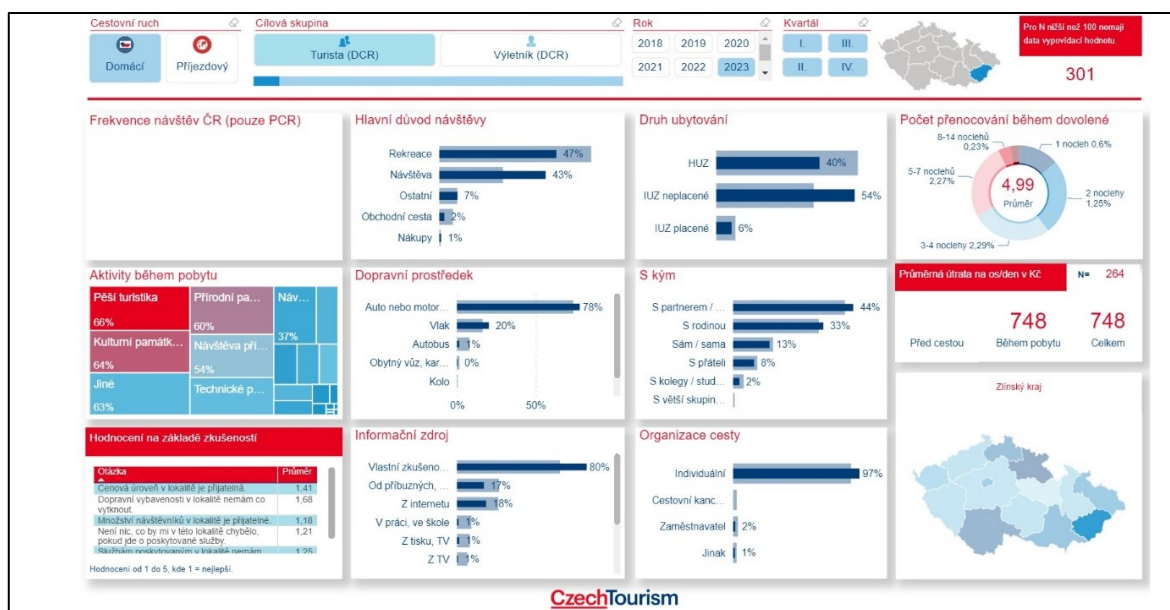 Cestovní ruch
Domácí
Příjezdový
Cílová skupina
Turista (DCR)
Výletník (DCR)
Rok
2018 2019 2020
2021 2022 2023
Kvartál
I. III.
II. IV.
Pro N nižší než 100 nemají
data vypovídací hodnotu.
301
Frekvence návštěv ČR (pouze PCR)
Hlavní důvod návštěvy
Rekreace 47%
Návštěva 43%
Ostatní 7%
Obchodní cesta 2%
Nákupy 1%
Druh ubytování
HUZ 40%
IUZ neplacené 54%
IUZ placené 6%
Počet přenocování během dovolené
8-14 noclehů
0,23%
1 nocleh 0,6%
5-7 noclehů
2,27%
4,99
Průměr
2 noclehy
1,25%
3-4 noclehy 2,29%
Aktivity během pobytu
Pěší turistika
66%
Kulturní památk...
64%
Jiné
63%
Přírodní pa...
60%
Návštěva pří...
54%
Technické p...
Náv...
37%
Dopravní prostředek
Auto nebo motor... 78%
Vlak 20%
Autobus 1%
Obytný vůz, kar... 0%
Kolo
0% 50%
S kým
S partnerem / ... 44%
S rodinou 33%
Sám / sama 13%
S přáteli 8%
S kolegy / stud... 2%
S větší skupin...
Průměrná útrata na os/den v Kč N= 264
748 748
Před cestou Během pobytu Celkem
Zlínský kraj
Hodnocení na základě zkušeností
Otázka Průměr
Cenová úroveň v lokalitě je přijatelná. 1,41
Dopravní vybavenosti v lokalitě nemám co 1,68
vytknout.
Množství návštěvníků v lokalitě je přijatelné. 1,18
Není nic, co by mi v této lokalitě chybělo, 1,21
pokud jde o poskytované služby.
Službám poskytovaným v lokalitě nemám 1,25
Hodnocení od 1 do 5, kde 1 = nejlepší.
Informační zdroj
Vlastní zkušeno... 80%
Od příbuzných, ... 17%
Z internetu 18%
V práci, ve škole 1%
Z tisku, TV 1%
Z TV 1%
Organizace cesty
Individuální 97%
Cestovní kanc...
Zaměstnavatel 2%
Jinak 1%
CzechTourism